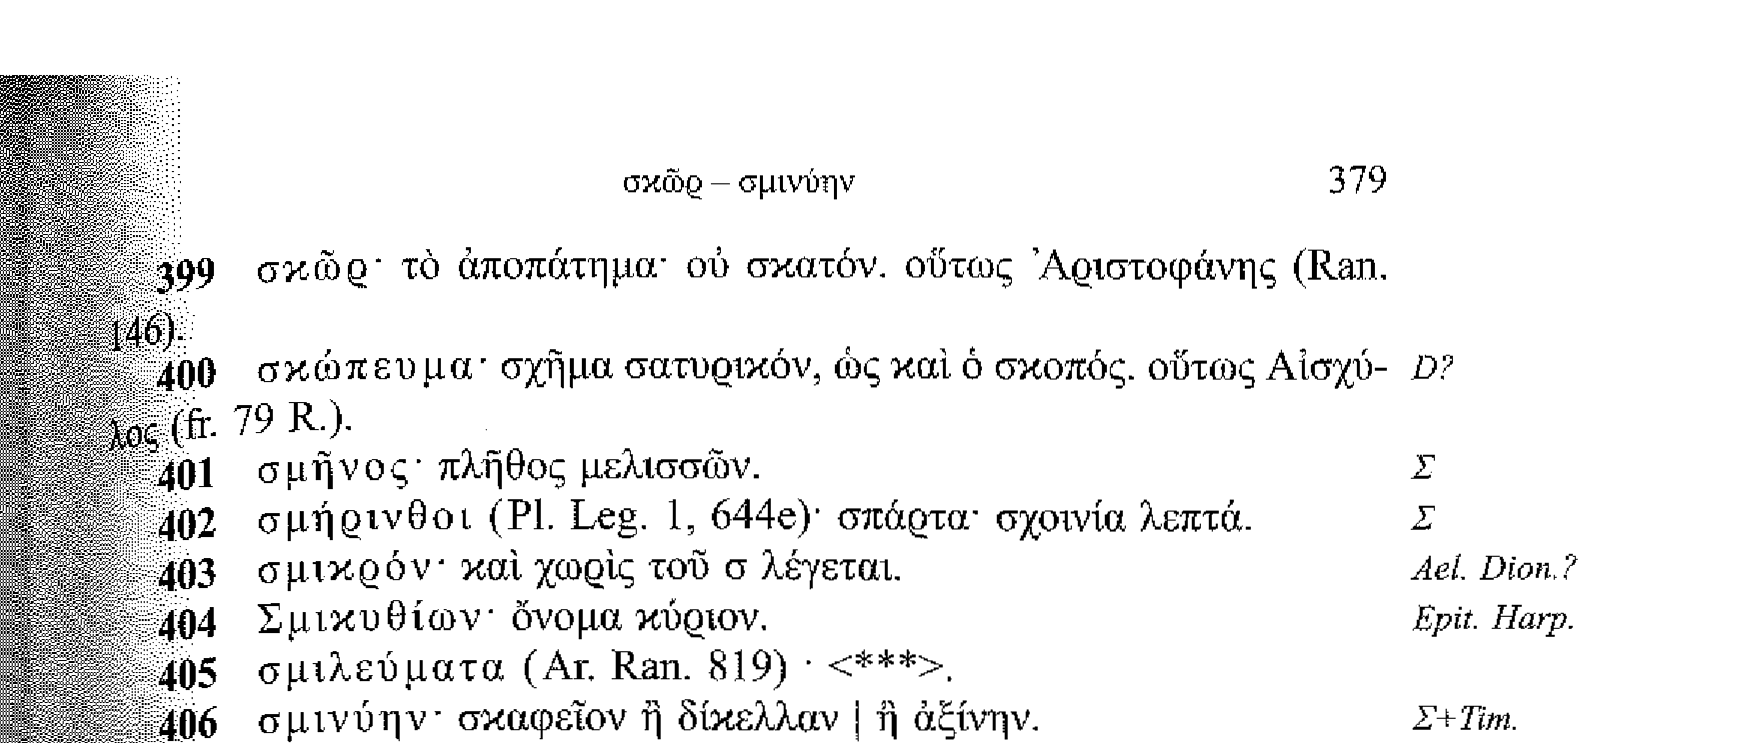 σκῶρ – σμινύην 379
399 σκῶρ· τὸ ἀποπάτημα· οὐ σκατόν. οὕτως Ἀριστοφάνης (Ran.
146).
400 σκώπευμα· σχῆμα σατυρικόν, ὡς καὶ ὁ σκοπός. οὕτως Αἰσχύ- D?
λος (fr. 79 R.).
401 σμῆνος· πλῆθος μελισσῶν. Σ
402 σμήρινθοι (Pl. Leg. 1, 644e)· σπάρτα· σχοινία λεπτά. Σ
403 σμικρόν· καὶ χωρὶς τοῦ σ λέγεται. Ael. Dion.?
404 Σμικυθίων· ὄνομα κύριον. Epit. Harp.
405 σμιλεύματα (Ar. Ran. 819) · <***>.
406 σμινύην· σκαφεῖον ἢ δίκελλαν | ἢ ἀξίνην. Σ+Tim.